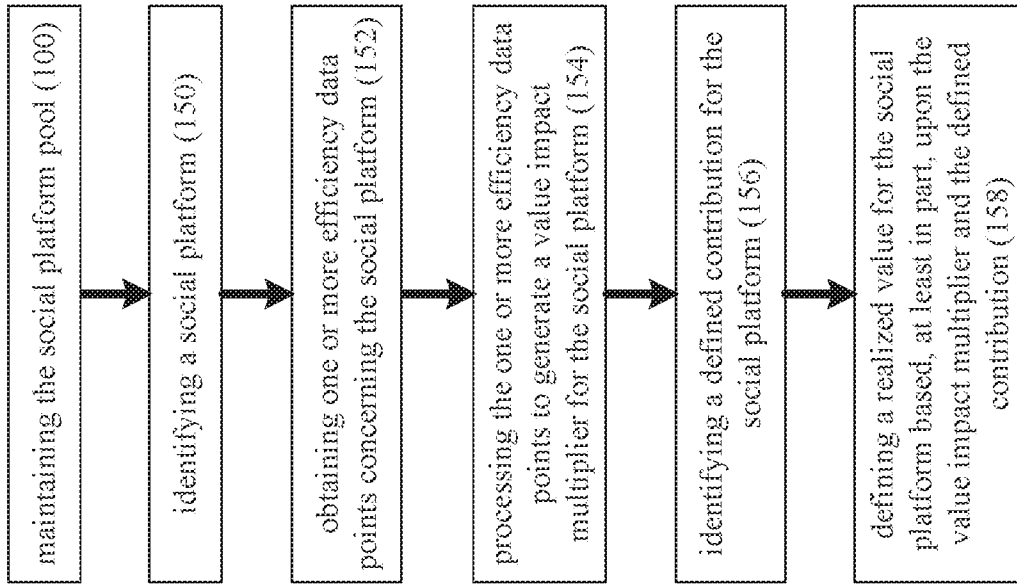 maintaining the social platform pool (100)
identifying a social platform (150)
obtaining one or more efficiency data
points concerning the social platform (152)
processing the one or more efficiency data
points to generate a value impact
multiplier for the social platform (154)
identifying a defined contribution for the
social platform (156)
defining a realized value for the social
platform based, at least in part, upon the
value impact multiplier and the defined
contribution (158)